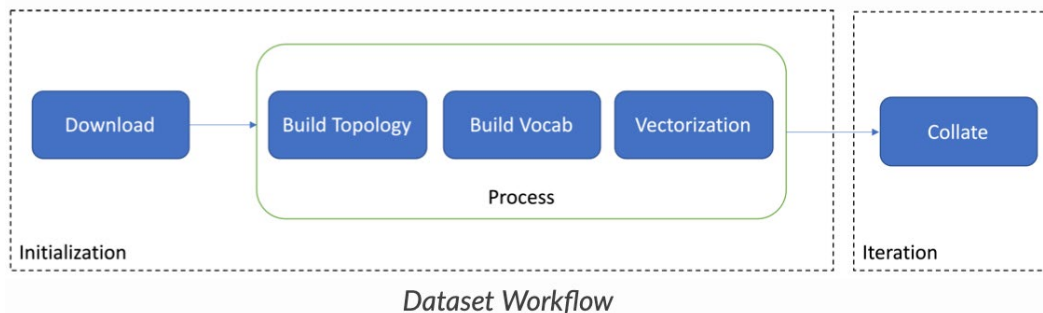 Download
Build Topology
Build Vocab
Vectorization
Collate
Process
Initialization
Iteration
Dataset Workflow